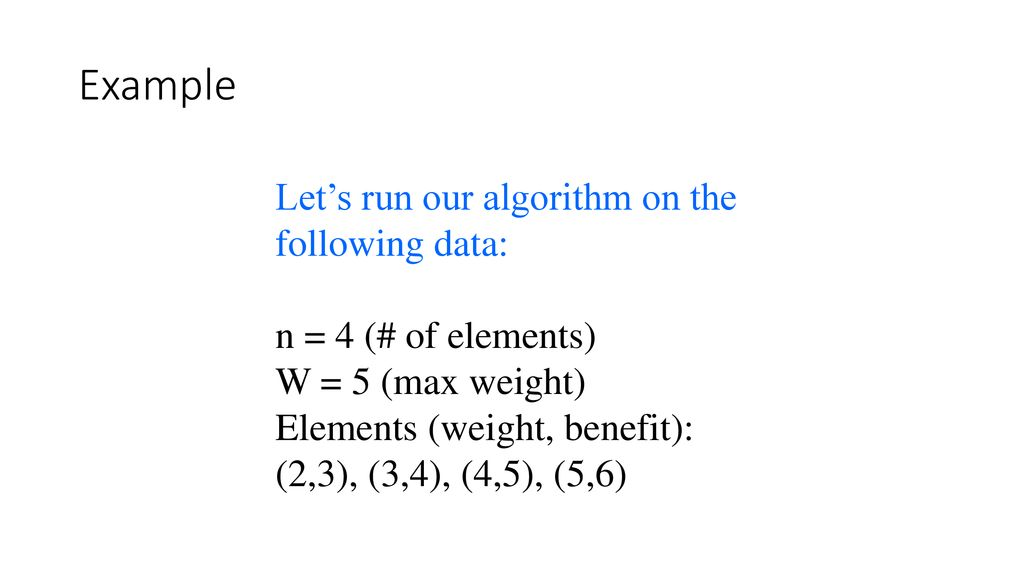 Example
Let’s run our algorithm on the
following data:
n = 4 (# of elements)
W = 5 (max weight)
Elements (weight, benefit):
(2,3), (3,4), (4,5), (5,6)